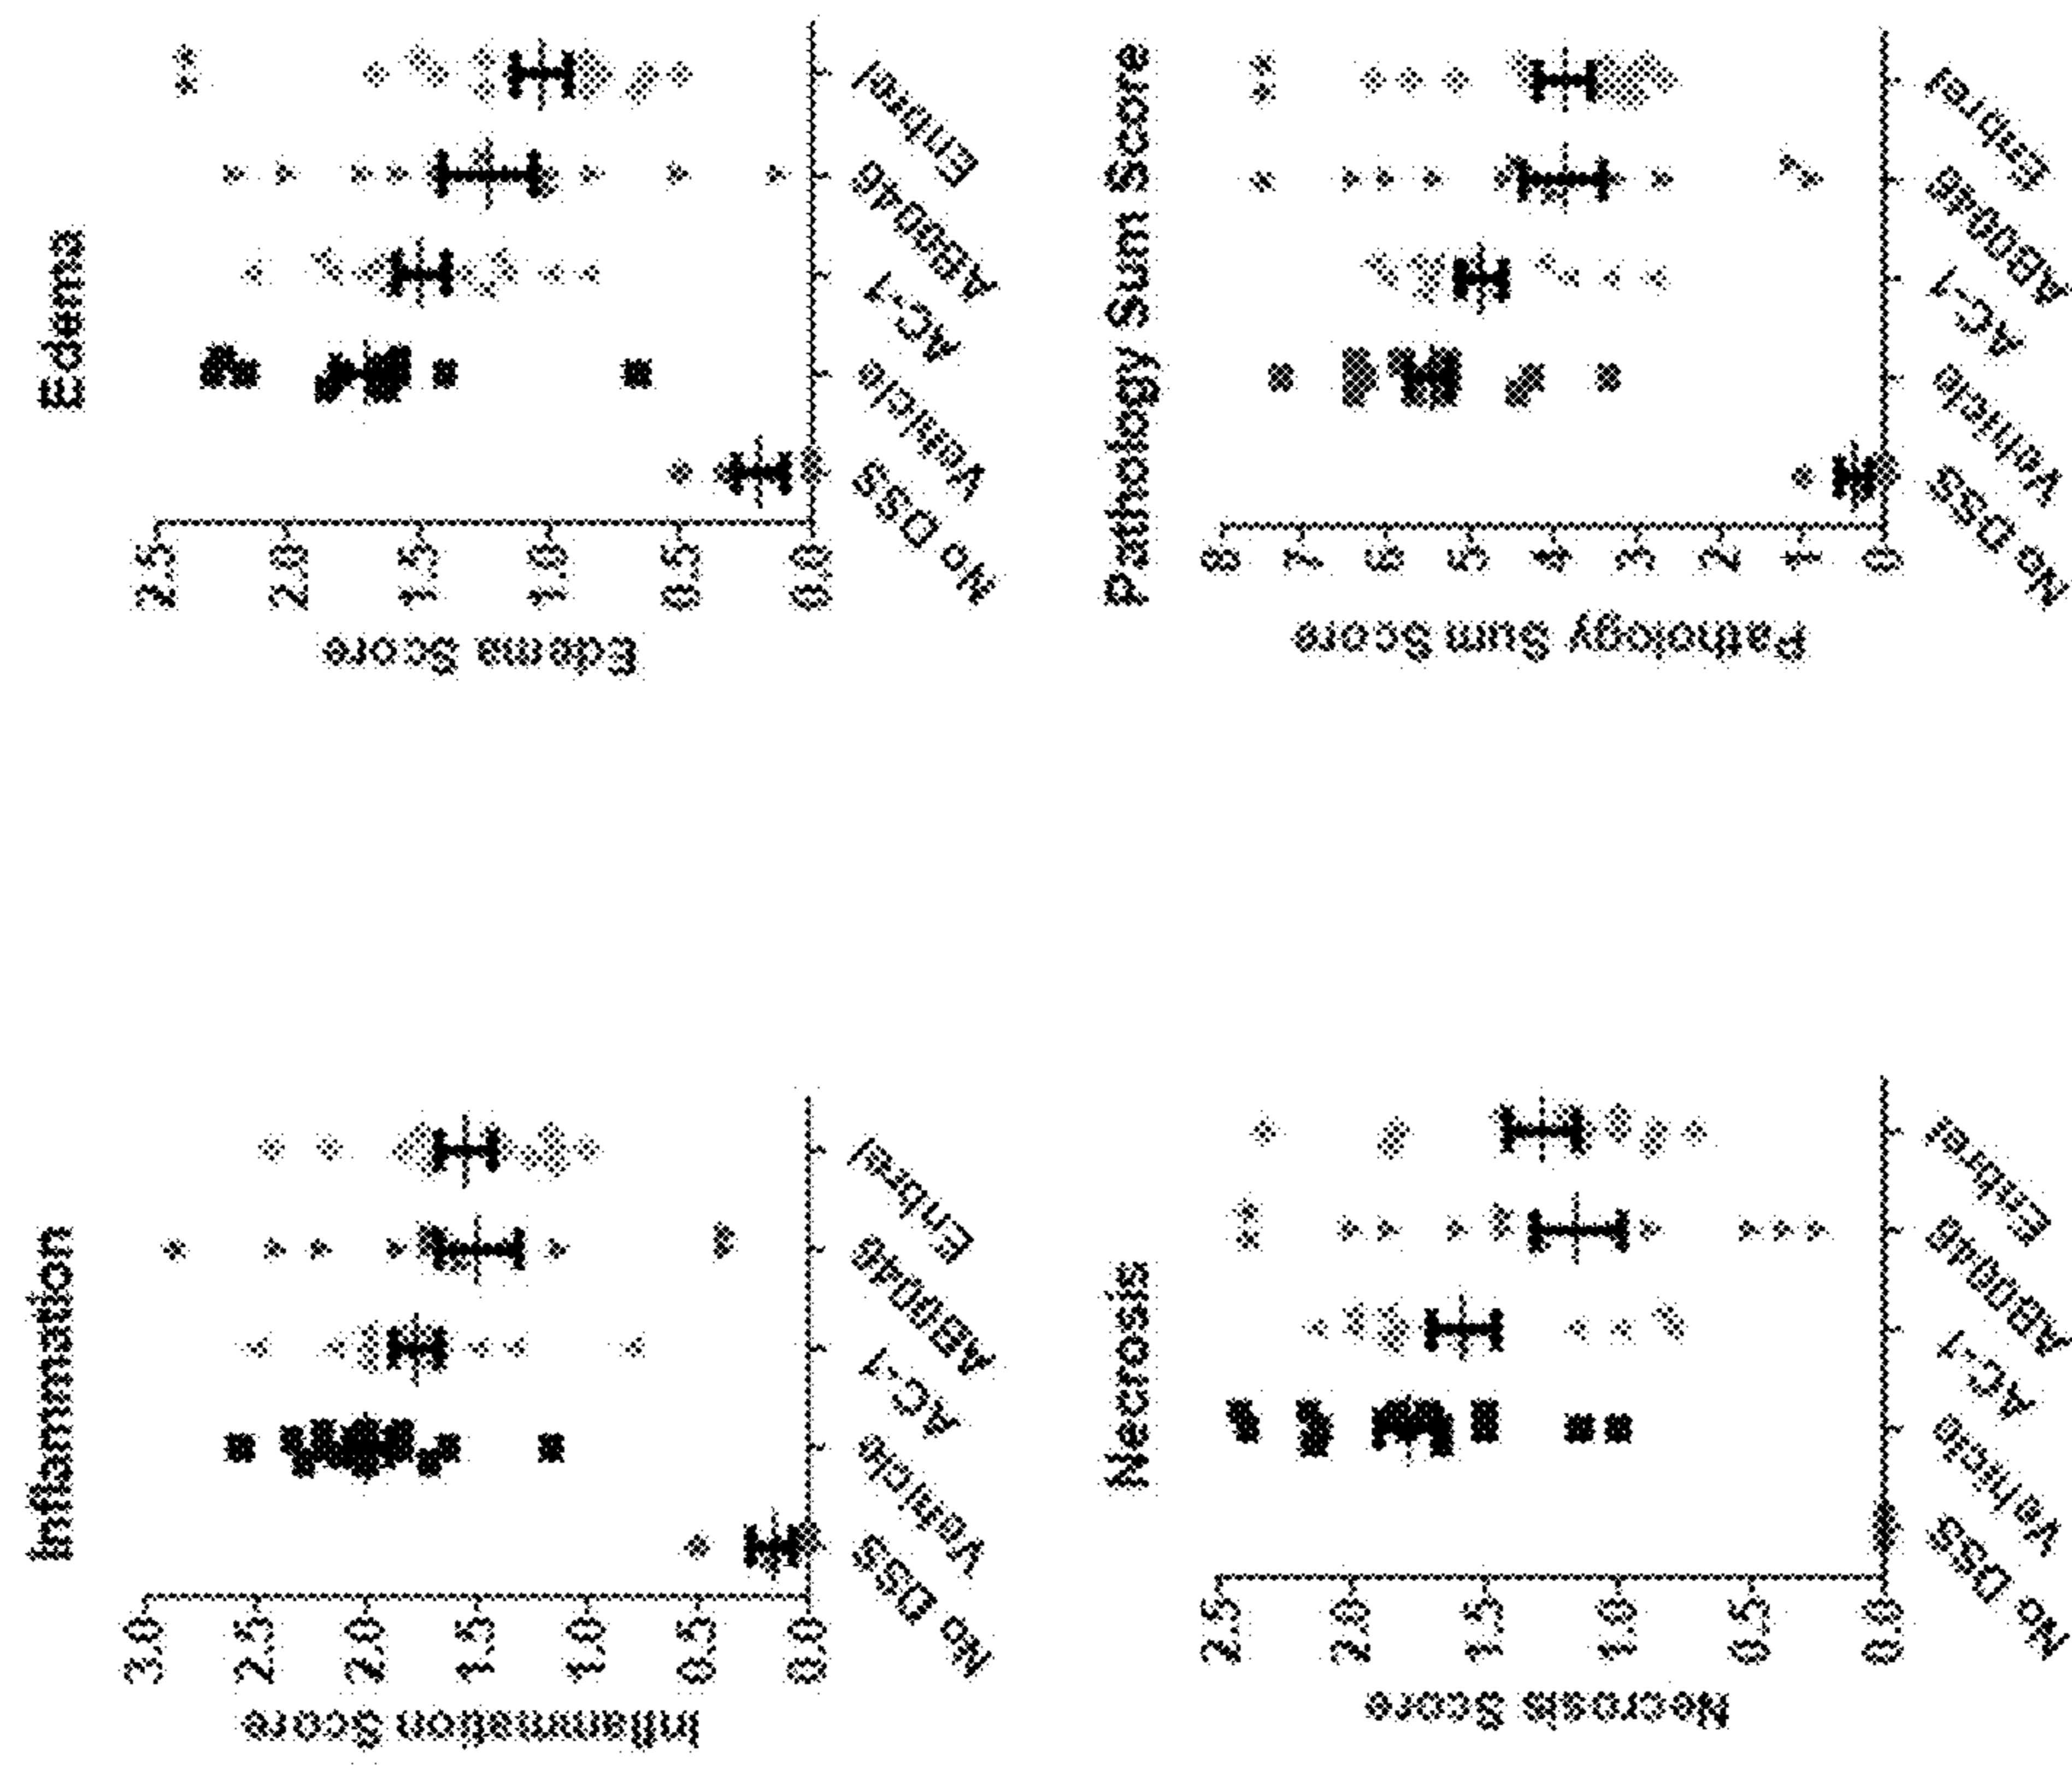 Inflammation
Inflammation Score
3.0
2.5
2.0
1.5
1.0
0.5
0.0
No DSS
Vehicle
AC-1
ABB046
Enbrel
Edema
Edema Score
2.5
2.0
1.5
1.0
0.5
0.0
No DSS
Vehicle
AC-1
ABB046
Enbrel
Necrosis
Necrosis Score
2.5
2.0
1.5
1.0
0.5
0.0
No DSS
Vehicle
AC-1
Enbrel
Pathology Sum Score
Pathology Sum Score
8
7
6
5
4
3
2
1
0
No DSS
Vehicle
AC-1
Enbrel